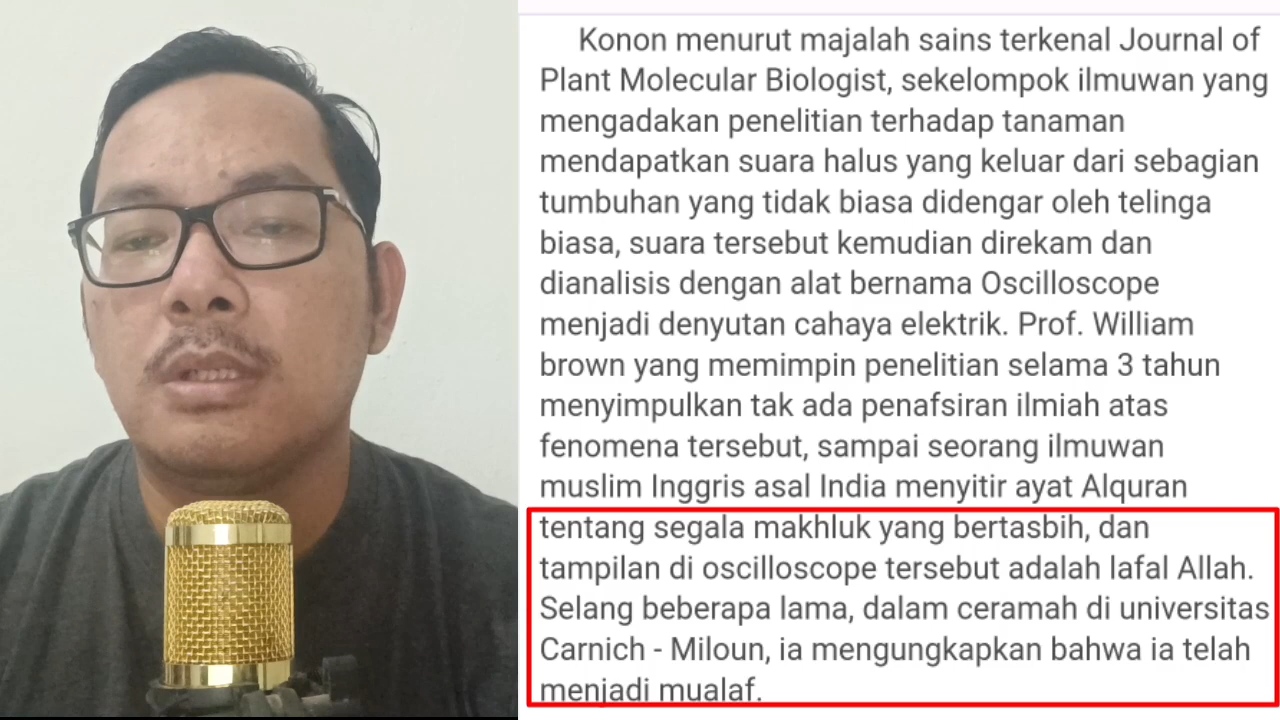 Konon menurut majalah sains terkenal Journal of
Plant Molecular Biologist, sekelompok ilmuwan yang
mengadakan penelitian terhadap tanaman
mendapatkan suara halus yang keluar dari sebagian
tumbuhan yang tidak biasa didengar oleh telinga
biasa, suara tersebut kemudian direkam dan
dianalisis dengan alat bernama Oscilloscope
menjadi denyutan cahaya elektrik. Prof. William
brown yang memimpin penelitian selama 3 tahun
menyimpulkan tak ada penafsiran ilmiah atas
fenomena tersebut, sampai seorang ilmuwan
muslim Inggris asal India menyitir ayat Alquran
tentang segala makhluk yang bertasbih, dan
tampilan di oscilloscope tersebut adalah lafal Allah.
Selang beberapa lama, dalam ceramah di universitas
Carnich - Miloun, ia mengungkapkan bahwa ia telah
menjadi mualaf.